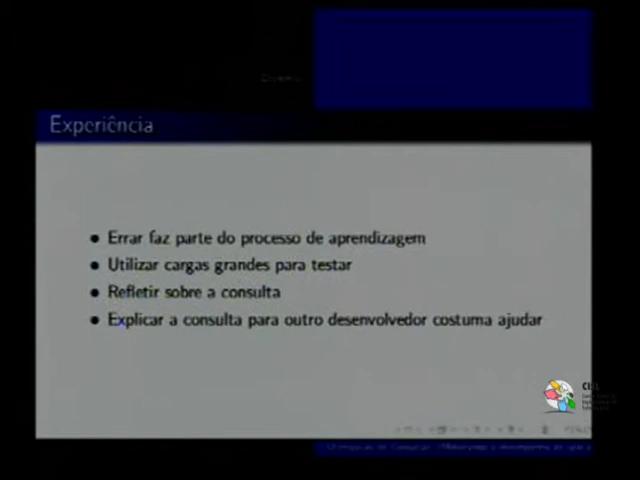 Experiência
• Errar faz parte do processo de aprendizagem
• Utilizar cargas grandes para testar
• Refletir sobre a consulta
• Explicar a consulta para outro desenvolvedor costuma ajudar